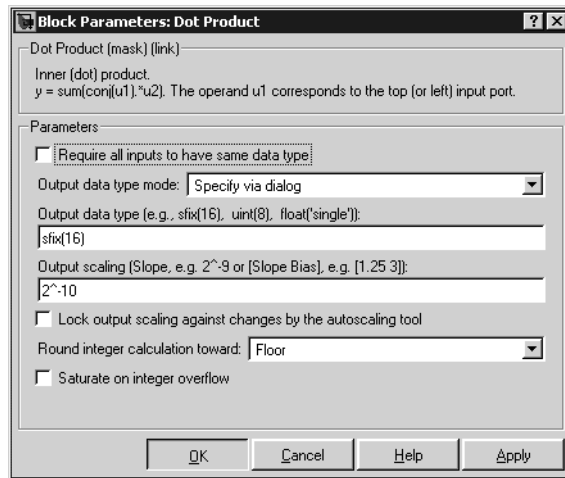 Block Parameters: Dot Product
Dot Product (mask) (link)
Inner (dot) product.
y = sum(conj(u1).*u2). The operand u1 corresponds to the top (or left) input port.
Parameters
Require all inputs to have same data type
Output data type mode: Specify via dialog
Output data type (e.g., sfix(16), uint(8), float('single')):
sfix(16)
Output scaling (Slope, e.g. 2^-9 or [Slope Bias], e.g. [1.25 3]):
2^-10
Lock output scaling against changes by the autoscaling tool
Round integer calculation toward: Floor
Saturate on integer overflow
OK Cancel Help Apply